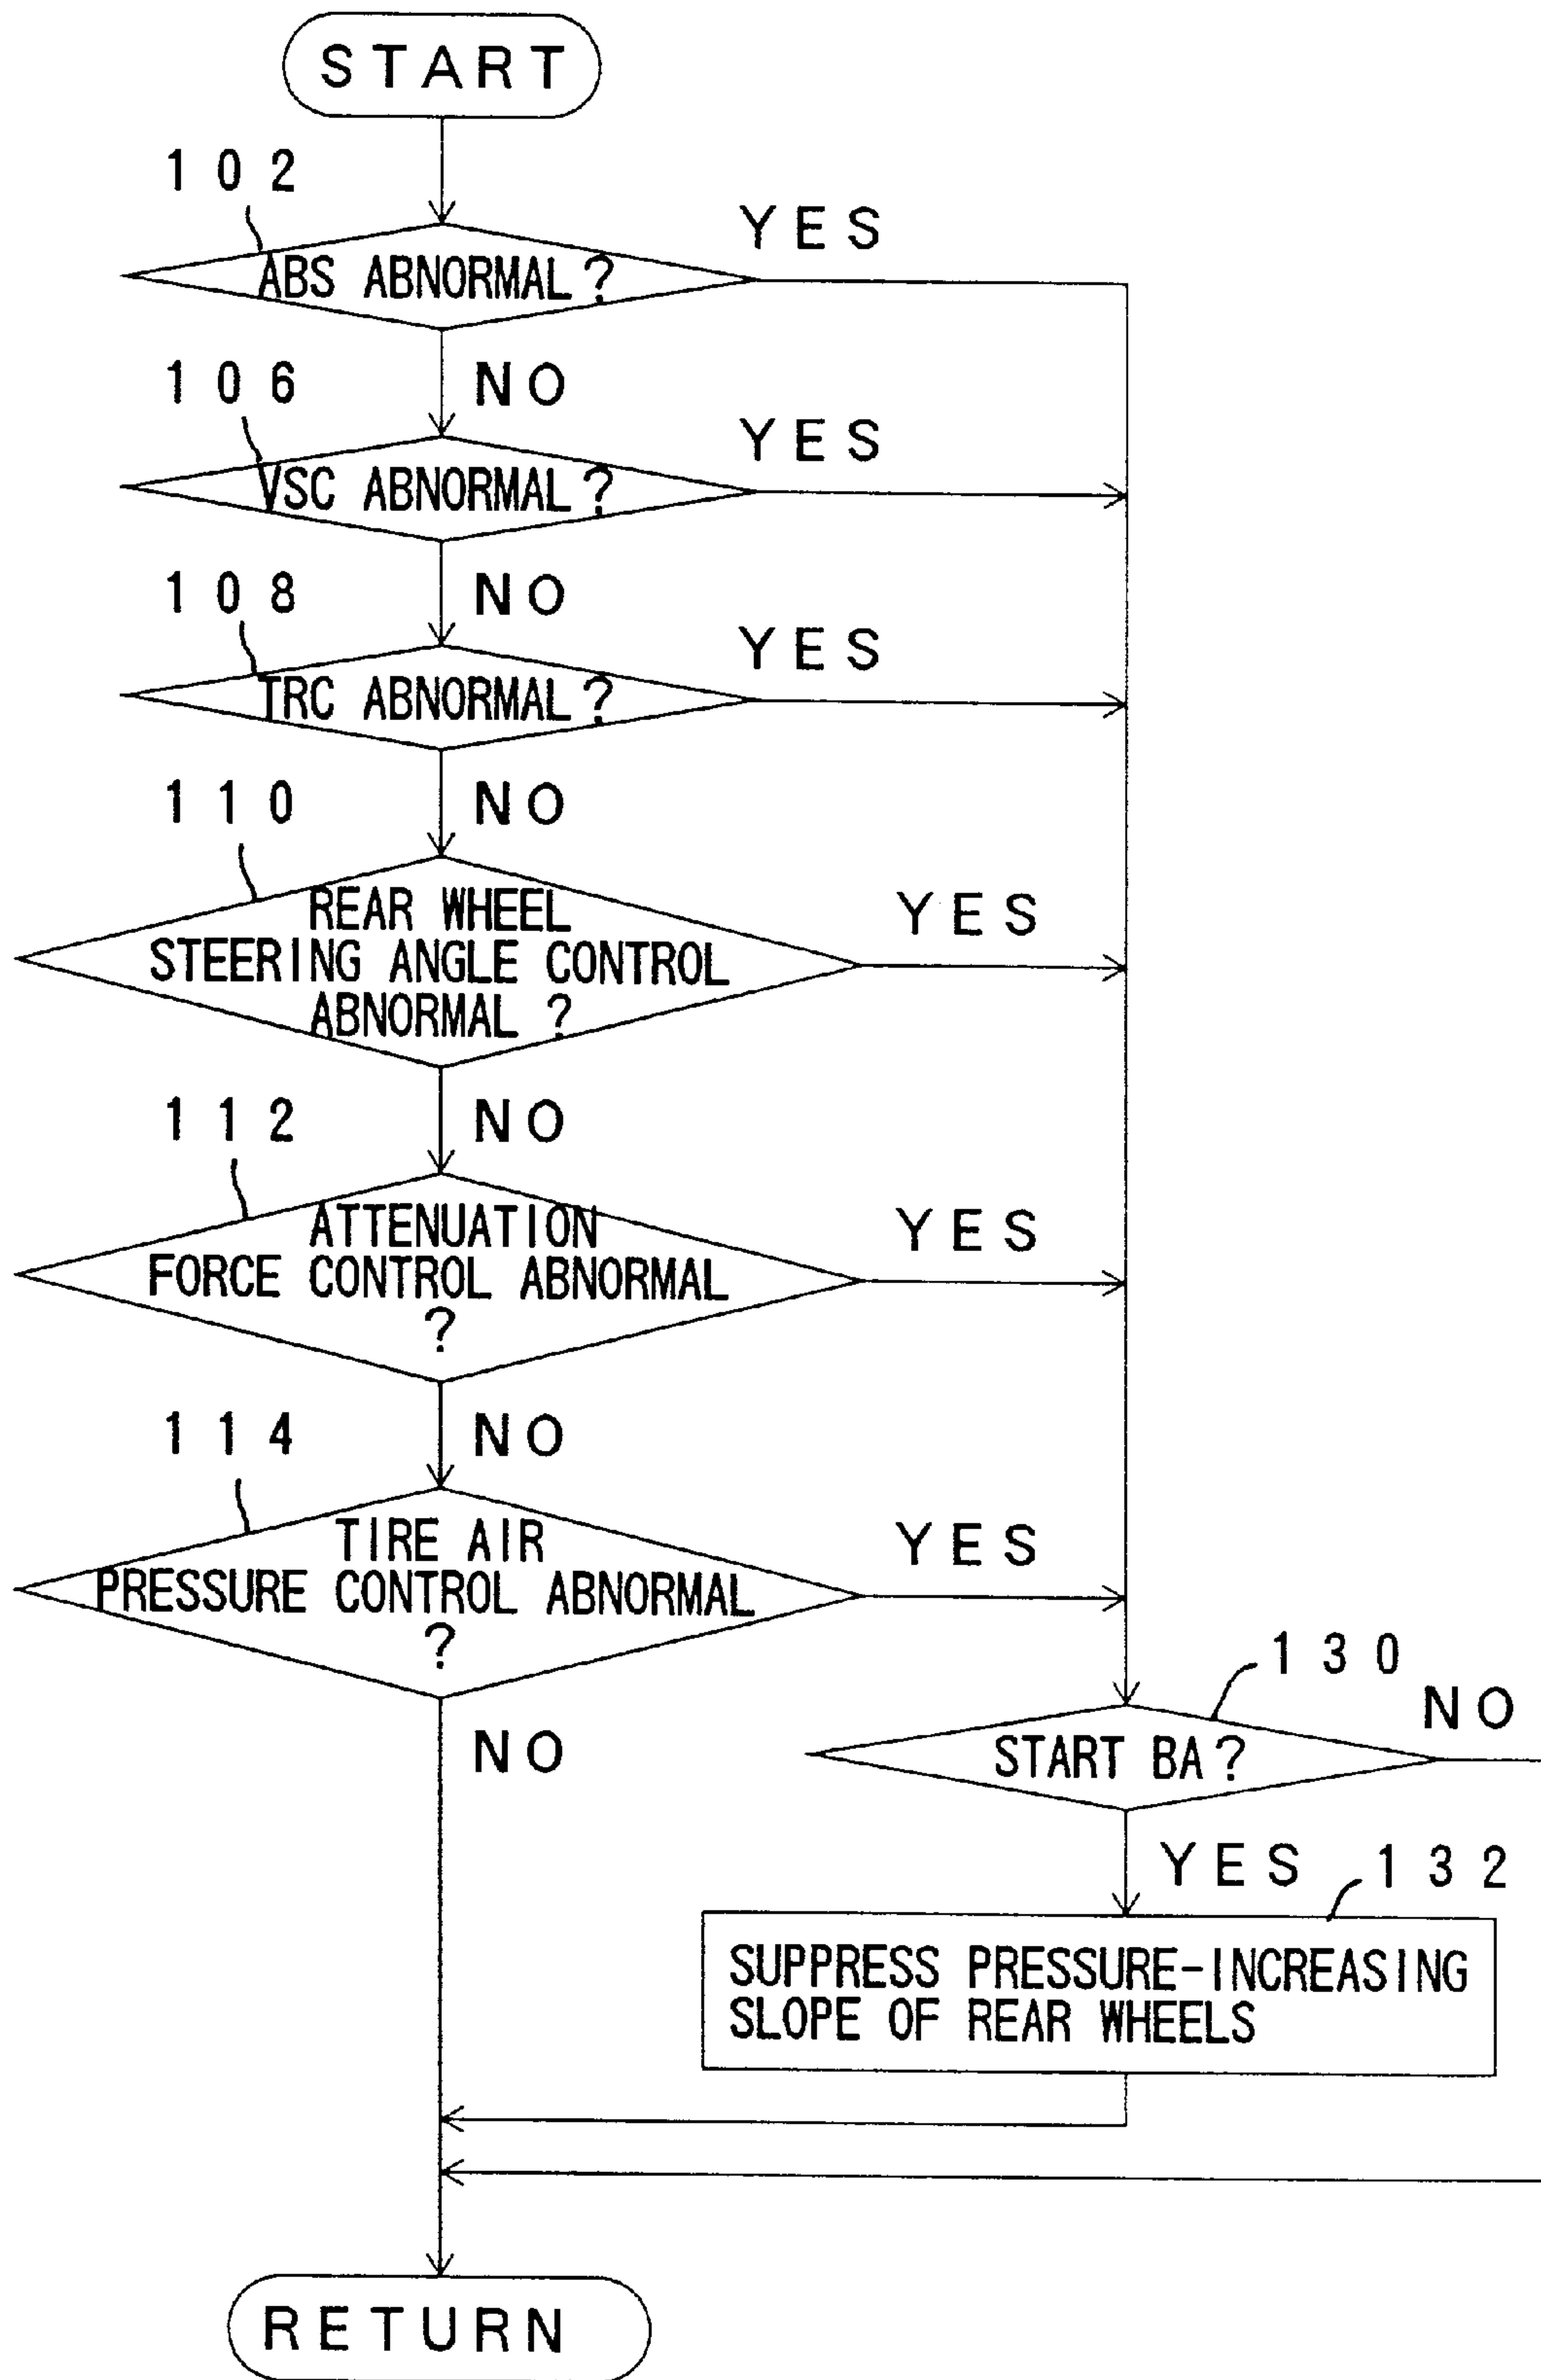 START
102
YES
ABS ABNORMAL?
106
NO
YES
VSC ABNORMAL?
108
NO
YES
TRC ABNORMAL?
110
NO
REAR WHEEL
STEERING ANGLE CONTROL
ABNORMAL ?
YES
112
NO
ATTENUATION
FORCE CONTROL ABNORMAL
?
YES
114
NO
TIRE AIR
PRESSURE CONTROL ABNORMAL
?
YES
NO
130
NO
START BA?
YES
132
SUPPRESS PRESSURE-INCREASING
SLOPE OF REAR WHEELS
RETURN